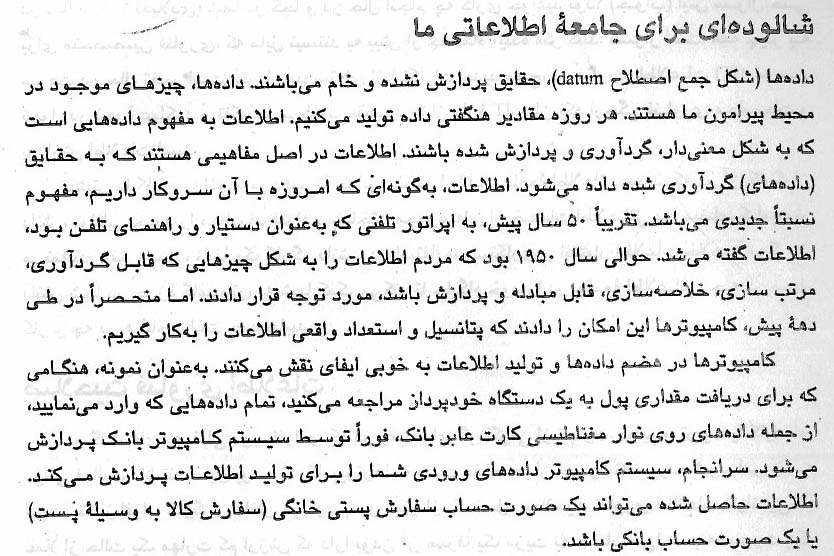 شالوده‌ای برای جامعهٔ اطلاعاتی ما
داده‌ها (شکل جمع اصطلاح datum)، حقایق پردازش نشده و خام می‌باشند. داده‌ها، چیزهای موجود در
محیط پیرامون ما هستند. هر روزه مقادیر هنگفتی داده تولید می‌کنیم. اطلاعات به مفهوم داده‌هایی است
که به شکل معنی‌دار، گردآوری و پردازش شده باشند. اطلاعات در اصل مفاهیمی هستند که به حقایق
(داده‌های) گردآوری شده داده می‌شود. اطلاعات، به‌گونه‌ای که امروزه با آن سروکار داریم، مفهوم
نسبتاً جدیدی می‌باشد. تقریباً ۵۰ سال پیش، به اپراتور تلفنی که به‌عنوان دستیار و راهنمای تلفن بود،
اطلاعات گفته می‌شد. حوالی سال ۱۹۵۰ بود که مردم اطلاعات را به شکل چیزهایی که قابل گردآوری،
مرتب سازی، خلاصه‌سازی، قابل مبادله و پردازش باشد، مورد توجه قرار دادند. اما منحصراً در طی
دههٔ پیش، کامپیوترها این امکان را دادند که پتانسیل و استعداد واقعی اطلاعات را به‌کار گیریم.
کامپیوترها در هضم داده‌ها و تولید اطلاعات به خوبی ایفای نقش می‌کنند. به‌عنوان نمونه، هنگامی
که برای دریافت مقداری پول به یک دستگاه خودپرداز مراجعه می‌کنید، تمام داده‌هایی که وارد می‌نمایید،
از جمله داده‌های روی نوار مغناطیسی کارت عابر بانک، فوراً توسط سیستم کامپیوتر بانک پردازش
می‌شود. سرانجام، سیستم کامپیوتر داده‌های ورودی شما را برای تولید اطلاعات پردازش می‌کند.
اطلاعات حاصل شده می‌تواند یک صورت حساب سفارش پستی خانگی (سفارش کالا به وسیلهٔ پست)
یا یک صورت حساب بانکی باشد.